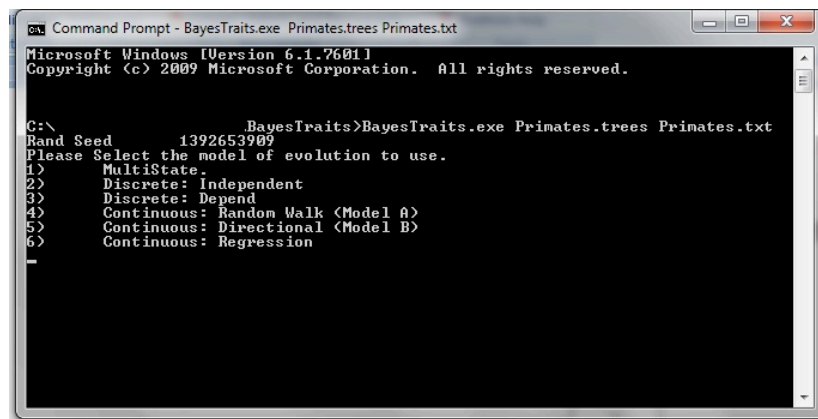 Command Prompt - BayesTraits.exe Primates.trees Primates.txt
Microsoft Windows [Version 6.1.7601]
Copyright (c) 2009 Microsoft Corporation. All rights reserved.
C:\ .BayesTraits>BayesTraits.exe Primates.trees Primates.txt
Rand Seed 1392653909
Please Select the model of evolution to use.
1) MultiState.
2) Discrete: Independent
3) Discrete: Depend
4) Continuous: Random Walk (Model A)
5) Continuous: Directional (Model B)
6) Continuous: Regression